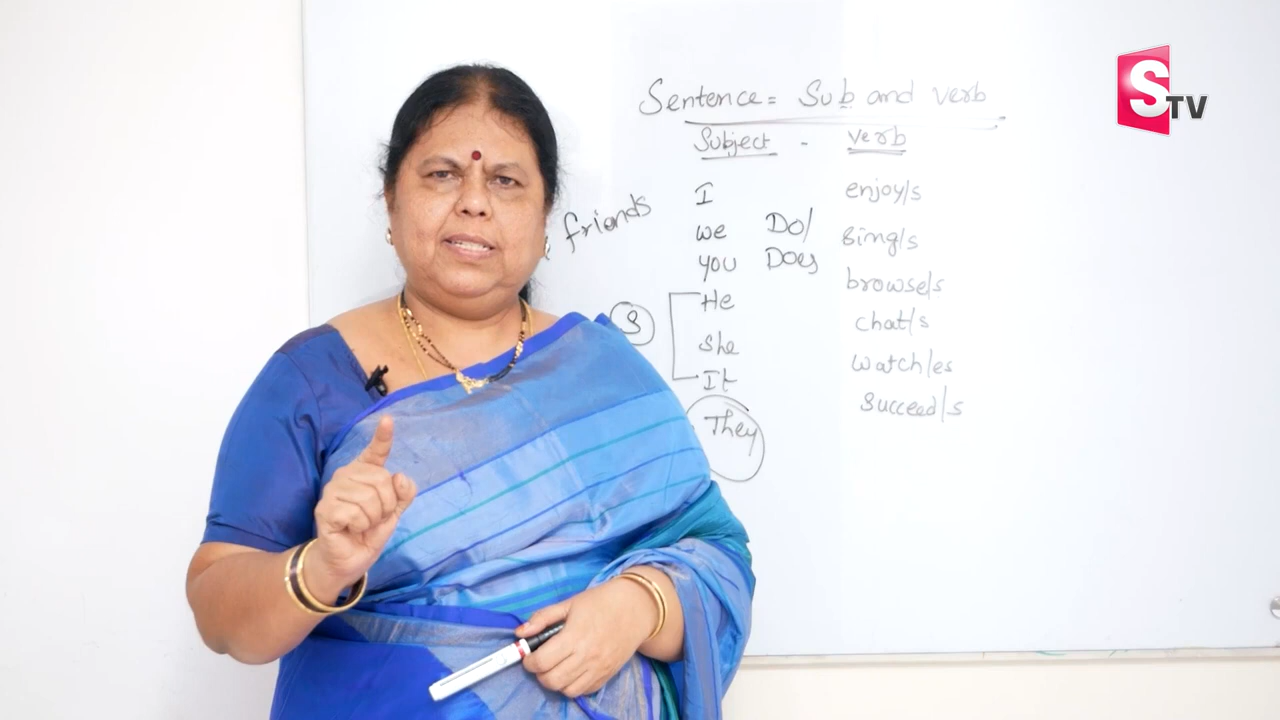 STV
Sentence = Sub and verb
Subject - verb
friends
I enjoy/s
we Do/ sing/s
you Does
browse/s
S He
chat/s
she
watch/es
It
succeed/s
They